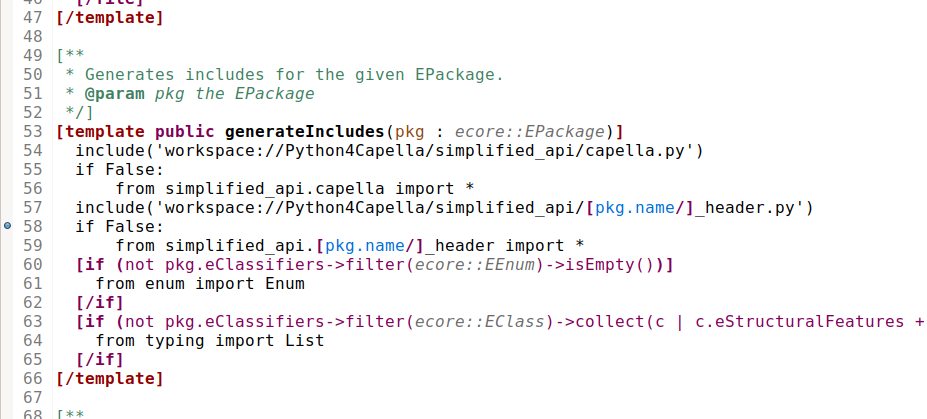 46   [/file]
47 [/template]
48
49 [**
50  * Generates includes for the given EPackage.
51  * @param pkg the EPackage
52  */]
53 [template public generateIncludes(pkg : ecore::EPackage)]
54   include('workspace://Python4Capella/simplified_api/capella.py')
55   if False:
56       from simplified_api.capella import *
57   include('workspace://Python4Capella/simplified_api/[pkg.name/]_header.py')
58   if False:
59       from simplified_api.[pkg.name/]_header import *
60   [if (not pkg.eClassifiers->filter(ecore::EEnum)->isEmpty())]
61     from enum import Enum
62   [/if]
63   [if (not pkg.eClassifiers->filter(ecore::EClass)->collect(c | c.eStructuralFeatures +
64     from typing import List
65   [/if]
66 [/template]
67
68 [**